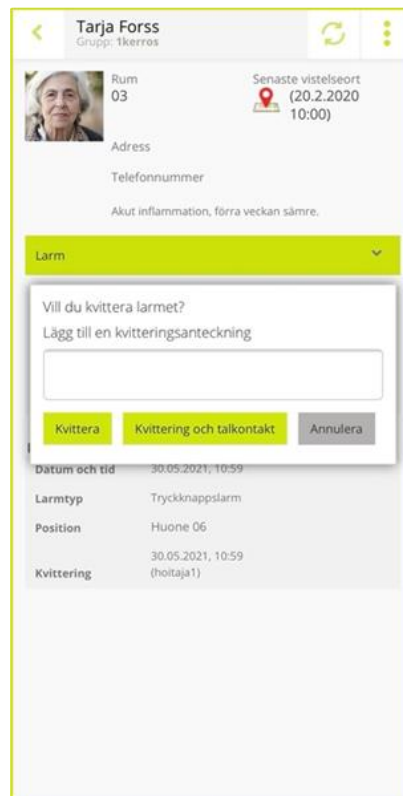 Tarja Forss
Grupp: 1kerros
Rum
03
Senaste vistelseort
(20.2.2020
10:00)
Adress
Telefonnummer
Akut inflammation, förra veckan sämre.
Larm
Vill du kvittera larmet?
Lägg till en kvitteringsanteckning
Kvittera
Kvittering och talkontakt
Annulera
Datum och tid 30.05.2021, 10:59
Larmtyp Tryckknappslarm
Position Huone 06
Kvittering 30.05.2021, 10:59
(hoitaja1)